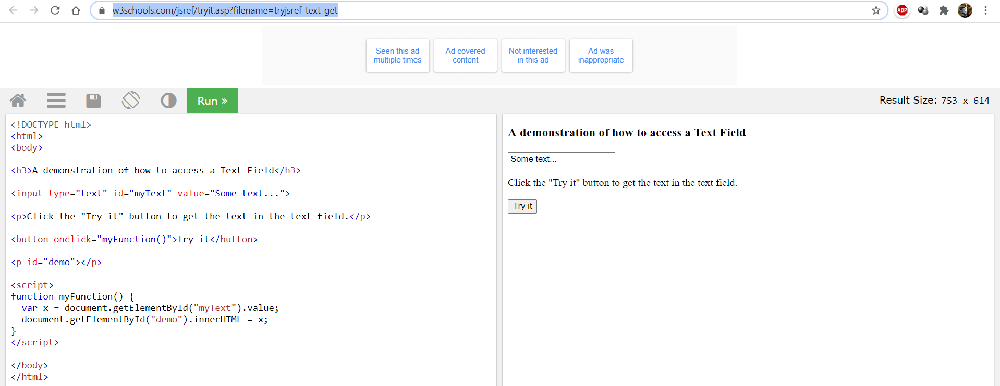 w3schools.com/jsref/tryit.asp?filename=tryjsref_text_get
ABP
Seen this ad
multiple times
Ad covered
content
Not interested
in this ad
Ad was
inappropriate
Run »
Result Size: 753 x 614
<!DOCTYPE html>
<html>
<body>
<h3>A demonstration of how to access a Text Field</h3>
<input type="text" id="myText" value="Some text...">
<p>Click the "Try it" button to get the text in the text field.</p>
<button onclick="myFunction()">Try it</button>
<p id="demo"></p>
<script>
function myFunction() {
  var x = document.getElementById("myText").value;
  document.getElementById("demo").innerHTML = x;
}
</script>
</body>
</html>
A demonstration of how to access a Text Field
Some text...
Click the "Try it" button to get the text in the text field.
Try it